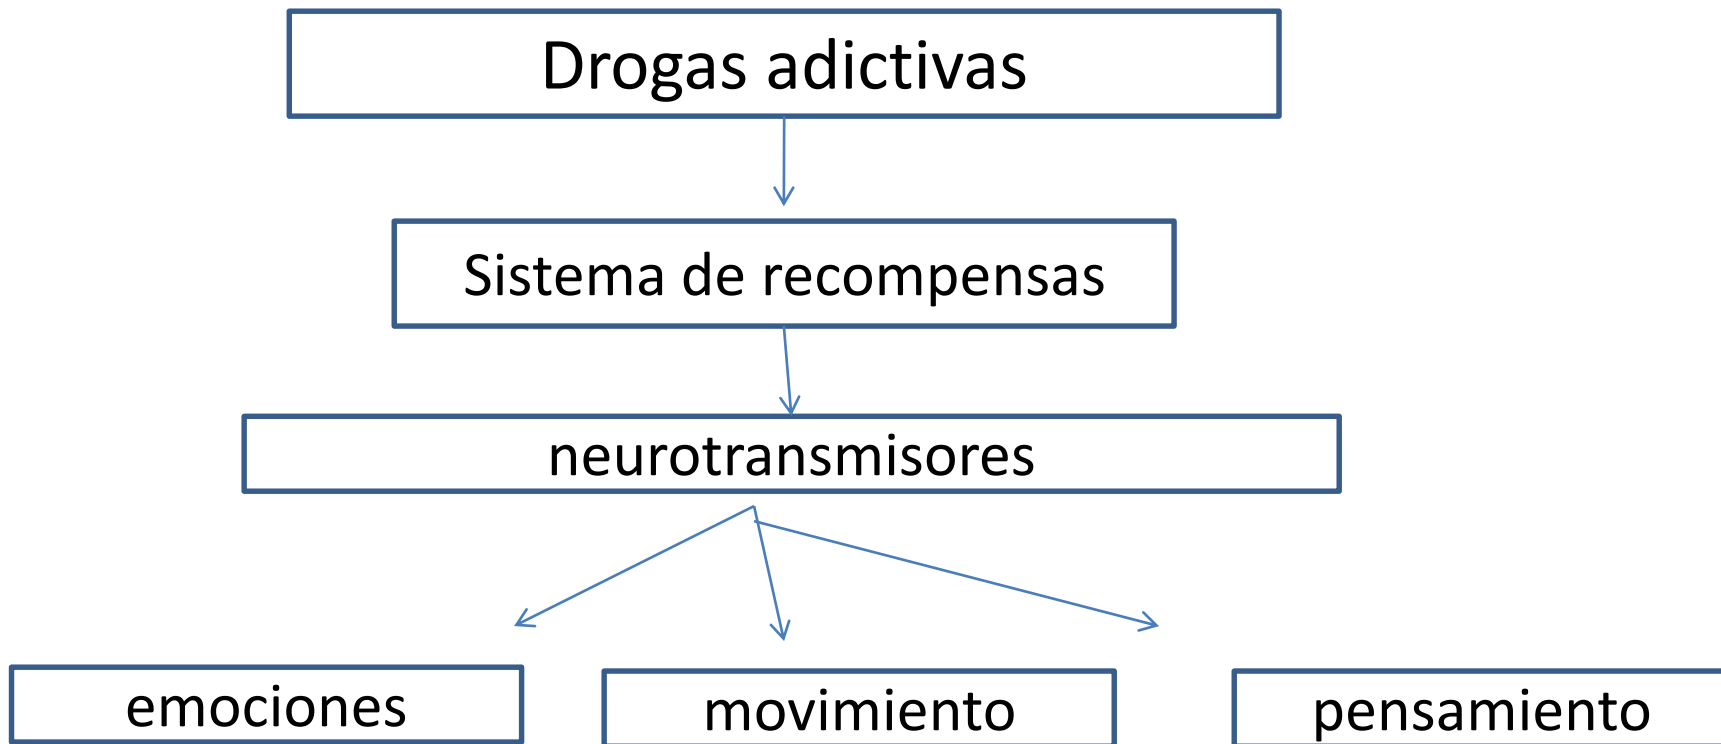 Drogas adictivas
Sistema de recompensas
neurotransmisores
emociones
movimiento
pensamiento